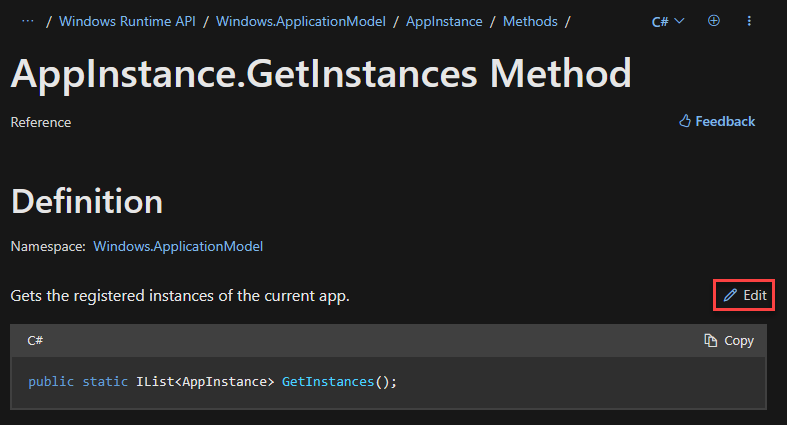 ··· / Windows Runtime API / Windows.ApplicationModel / AppInstance / Methods / C#
AppInstance.GetInstances Method
Reference Feedback
Definition
Namespace: Windows.ApplicationModel
Gets the registered instances of the current app. Edit
C# Copy
public static IList<AppInstance> GetInstances();